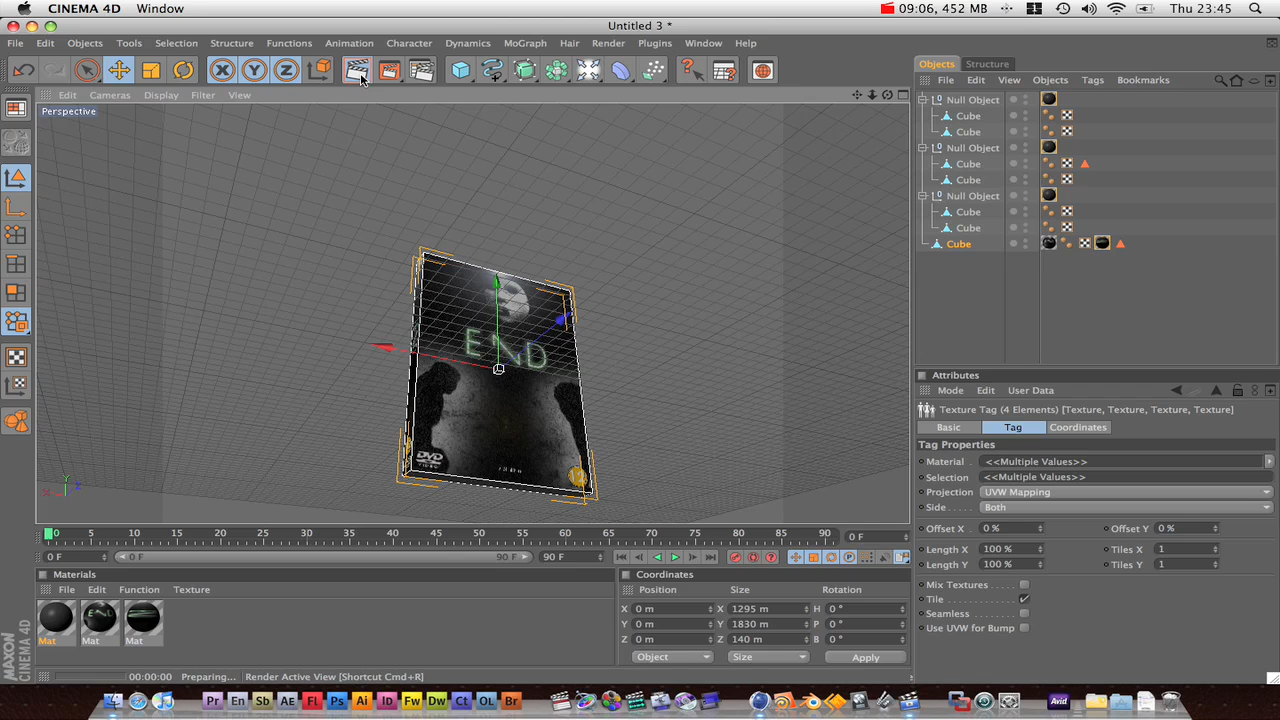 CINEMA 4D Window 09:06, 452 MB Thu 23:45
Untitled 3 *
File Edit Objects Tools Selection Structure Functions Animation Character Dynamics MoGraph Hair Render Plugins Window Help
Objects Structure
File Edit View Objects Tags Bookmarks
Edit Cameras Display Filter View
Perspective
Null Object
Cube
Cube
Null Object
Cube
Cube
Null Object
Cube
Cube
Cube
END
DVD
12
X Y Z
Attributes
Mode Edit User Data
Texture Tag (4 Elements) [Texture, Texture, Texture, Texture]
Basic Tag Coordinates
Tag Properties
Material <<Multiple Values>>
Selection <<Multiple Values>>
Projection UVW Mapping
Side Both
Offset X 0 % Offset Y 0 %
Length X 100 % Tiles X 1
Length Y 100 % Tiles Y 1
Mix Textures
Tile
Seamless
Use UVW for Bump
0 5 10 15 20 25 30 35 40 45 50 55 60 65 70 75 80 85 90 0 F
0 F 0 F 90 F 90 F
Materials
File Edit Function Texture
Mat Mat Mat
Coordinates
Position Size Rotation
X 0 m X 1295 m H 0 °
Y 0 m Y 1830 m P 0 °
Z 0 m Z 140 m B 0 °
Object Size Apply
MAXON CINEMA 4D
00:00:00 Preparing... Render Active View [Shortcut Cmd+R]
Pr En Sb Ae Fl Ps Ai Id Fw Dw Ct OL Br Avid